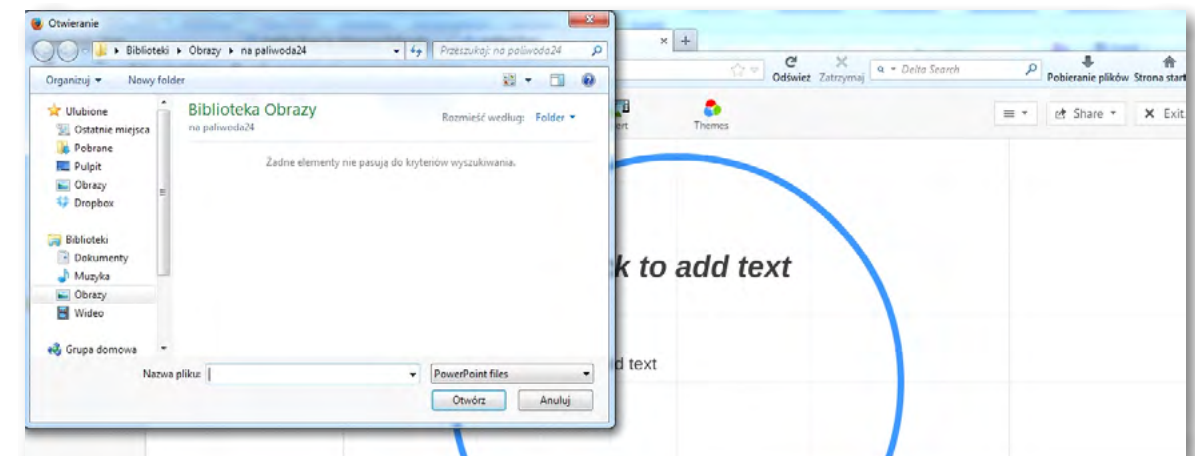 Otwieranie
Biblioteki ▸ Obrazy ▸ na paliwoda24
Przeszukaj: na paliwoda24
Organizuj
Nowy folder
Ulubione
Ostatnie miejsca
Pobrane
Pulpit
Obrazy
Dropbox
Biblioteki
Dokumenty
Muzyka
Obrazy
Wideo
Grupa domowa
Biblioteka Obrazy
na paliwoda24
Rozmieść według: Folder
Żadne elementy nie pasują do kryteriów wyszukiwania.
Nazwa pliku:
PowerPoint files
Otwórz Anuluj
Odśwież Zatrzymaj
Delta Search
Pobieranie plików Strona start
ert
Themes
Share
Exit
k to add text
d text